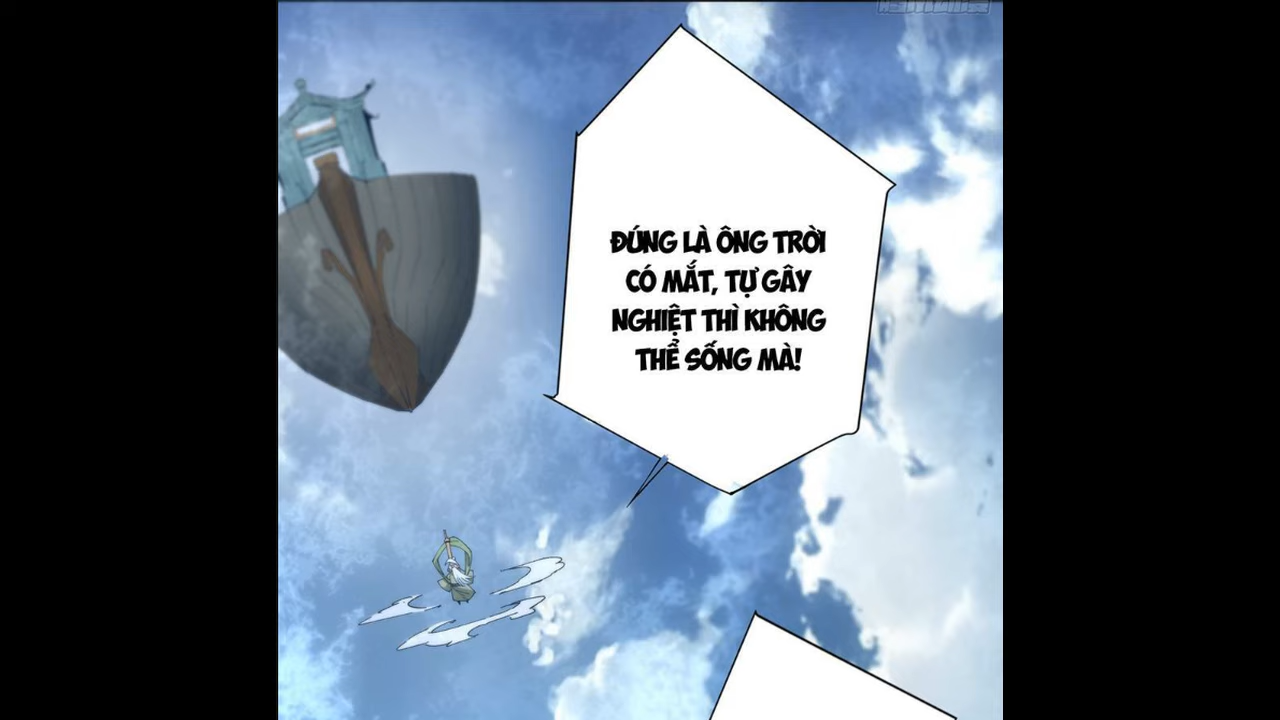 ĐÚNG LÀ ÔNG TRỜI
CÓ MẮT, TỰ GÂY
NGHIỆT THÌ KHÔNG
THỂ SỐNG MÀ!